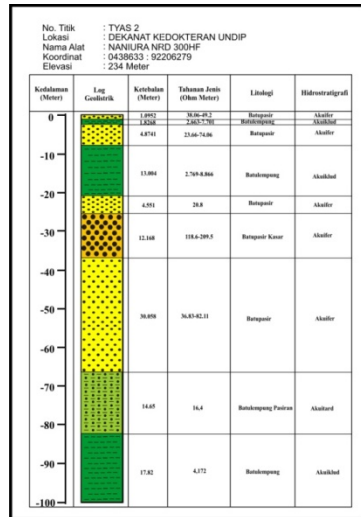 No. Titik : TYAS 2
Lokasi : DEKANAT KEDOKTERAN UNDIP
Nama Alat : NANIURA NRD 300HF
Koordinat : 0438633 : 92206279
Elevasi : 234 Meter
Kedalaman (Meter) Log Geolistrik Ketebalan (Meter) Tahanan Jenis (Ohm Meter) Litologi Hidrostratigrafi
0 1.0952 38.06-49.2 Batupasir Akuifer
1.8268 2.663-7.701 Batulempung Akuiklud
4.8741 23.66-74.06 Batupasir Akuifer
-10
13.004 2.769-8.866 Batulempung Akuiklud
-20
4.551 20.8 Batupasir Akuifer
-30
12.168 118.6-209.5 Batupasir Kasar Akuifer
-40
-50
30.058 36.03-82.11 Batupasir Akuifer
-60
-70
14.65 16,4 Batulempung Pasiran Akuitard
-80
-90
17.82 4,172 Batulempung Akuiklud
-100